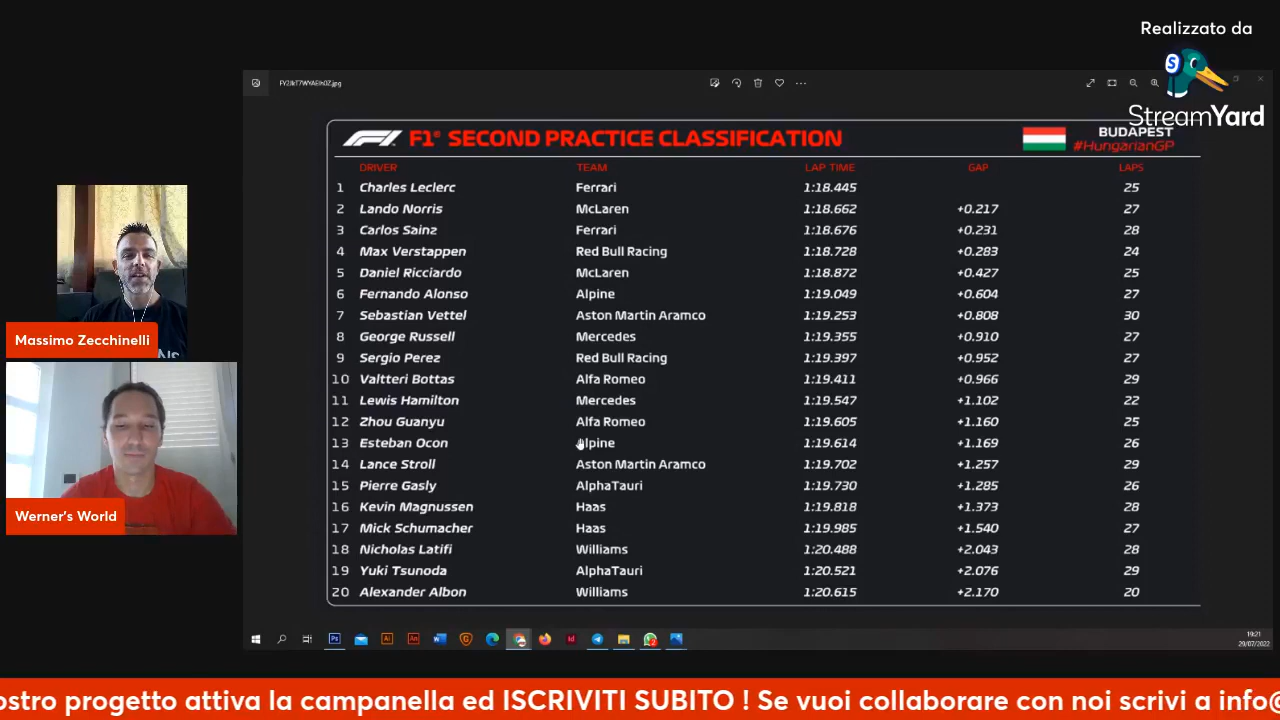 Realizzato da
StreamYard
F1® SECOND PRACTICE CLASSIFICATION
BUDAPEST
#HungarianGP
DRIVER TEAM LAP TIME GAP LAPS
1 Charles Leclerc Ferrari 1:18.445 25
2 Lando Norris McLaren 1:18.662 +0.217 27
3 Carlos Sainz Ferrari 1:18.676 +0.231 28
4 Max Verstappen Red Bull Racing 1:18.728 +0.283 24
5 Daniel Ricciardo McLaren 1:18.872 +0.427 25
6 Fernando Alonso Alpine 1:19.049 +0.604 27
7 Sebastian Vettel Aston Martin Aramco 1:19.253 +0.808 30
8 George Russell Mercedes 1:19.355 +0.910 27
9 Sergio Perez Red Bull Racing 1:19.397 +0.952 27
10 Valtteri Bottas Alfa Romeo 1:19.411 +0.966 29
11 Lewis Hamilton Mercedes 1:19.547 +1.102 22
12 Zhou Guanyu Alfa Romeo 1:19.605 +1.160 25
13 Esteban Ocon Alpine 1:19.614 +1.169 26
14 Lance Stroll Aston Martin Aramco 1:19.702 +1.257 29
15 Pierre Gasly AlphaTauri 1:19.730 +1.285 26
16 Kevin Magnussen Haas 1:19.818 +1.373 28
17 Mick Schumacher Haas 1:19.985 +1.540 27
18 Nicholas Latifi Williams 1:20.488 +2.043 28
19 Yuki Tsunoda AlphaTauri 1:20.521 +2.076 29
20 Alexander Albon Williams 1:20.615 +2.170 20
Massimo Zecchinelli
Werner's World
19:21
29/07/2022
ostro progetto attiva la campanella ed ISCRIVITI SUBITO ! Se vuoi collaborare con noi scrivi a info@